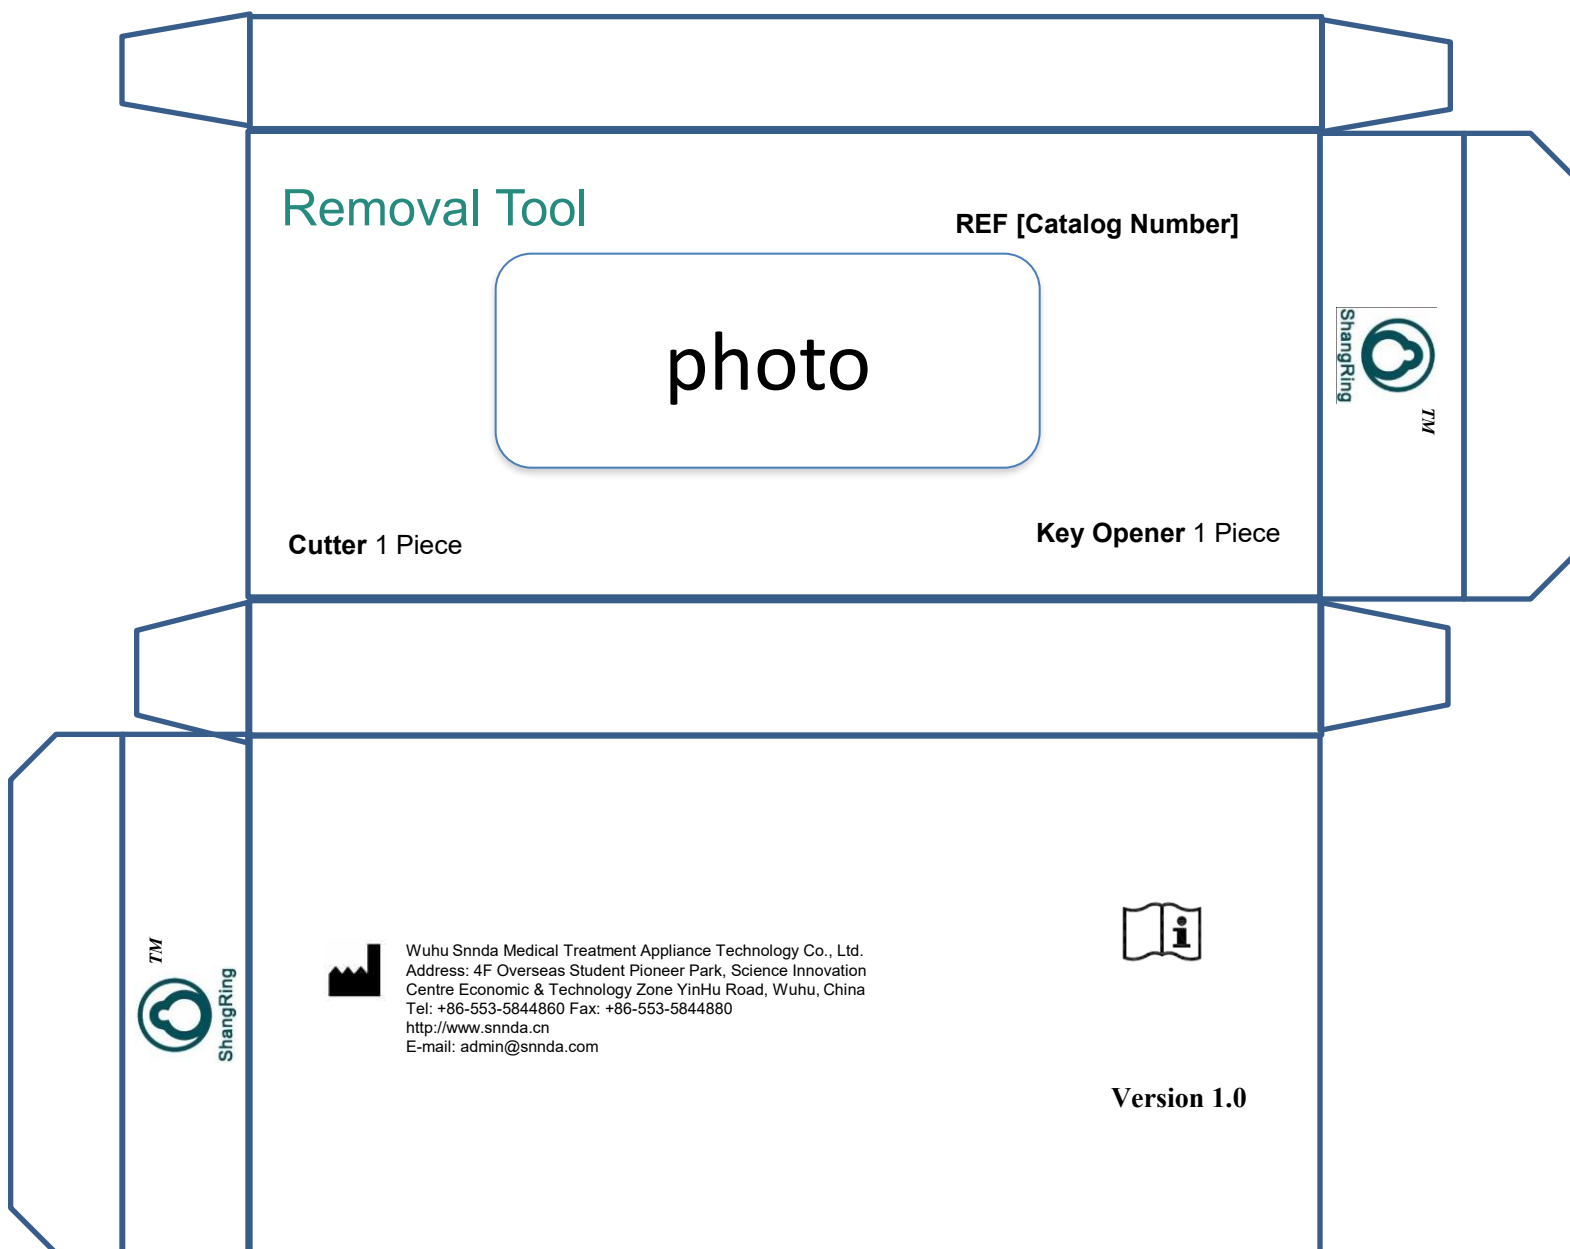 Removal Tool
REF [Catalog Number]
photo
ShangRing
TM
Cutter 1 Piece
Key Opener 1 Piece
TM
ShangRing
Wuhu Snnda Medical Treatment Appliance Technology Co., Ltd.
Address: 4F Overseas Student Pioneer Park, Science Innovation
Centre Economic & Technology Zone YinHu Road, Wuhu, China
Tel: +86-553-5844860 Fax: +86-553-5844880
http://www.snnda.cn
E-mail: admin@snnda.com
i
Version 1.0